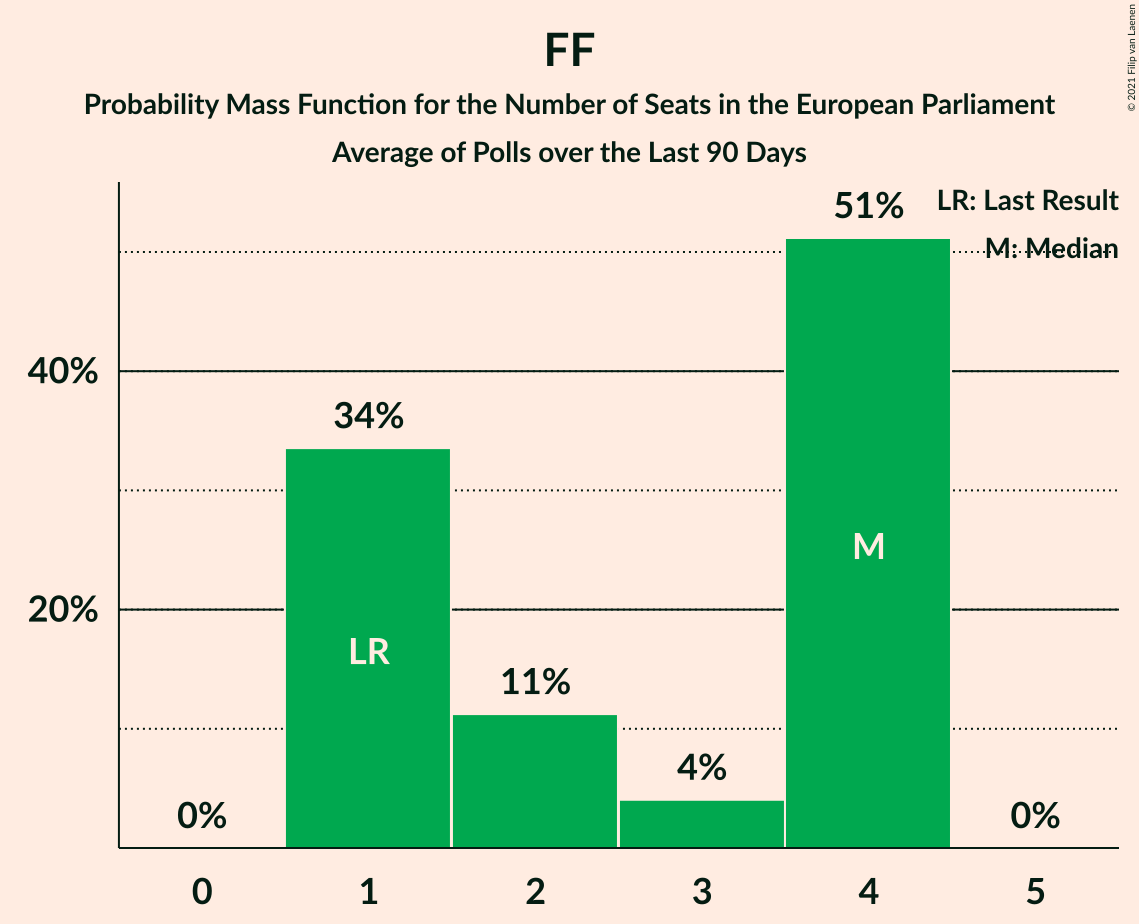 FF
Probability Mass Function for the Number of Seats in the European Parliament
Average of Polls over the Last 90 Days
© 2021 Filip van Laenen
LR: Last Result
M: Median
51%
40%
34%
M
20%
LR
11%
4%
0%
0%
0 1 2 3 4 5